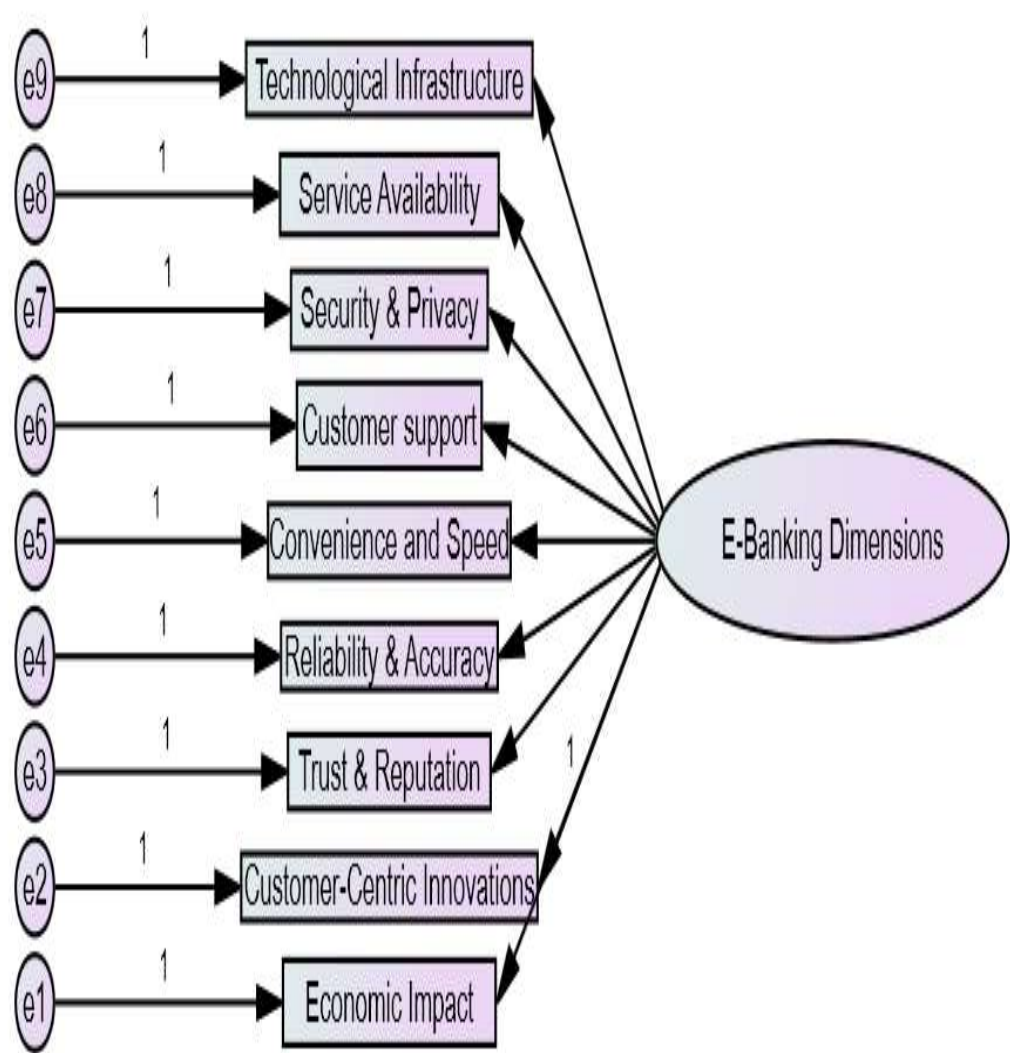 e9 1 Technological Infrastructure
e8 1 Service Availability
e7 1 Security & Privacy
e6 1 Customer support
e5 1 Convenience and Speed
E-Banking Dimensions
e4 1 Reliability & Accuracy
e3 1 Trust & Reputation
1
e2 1 Customer-Centric Innovations
e1 1 Economic Impact